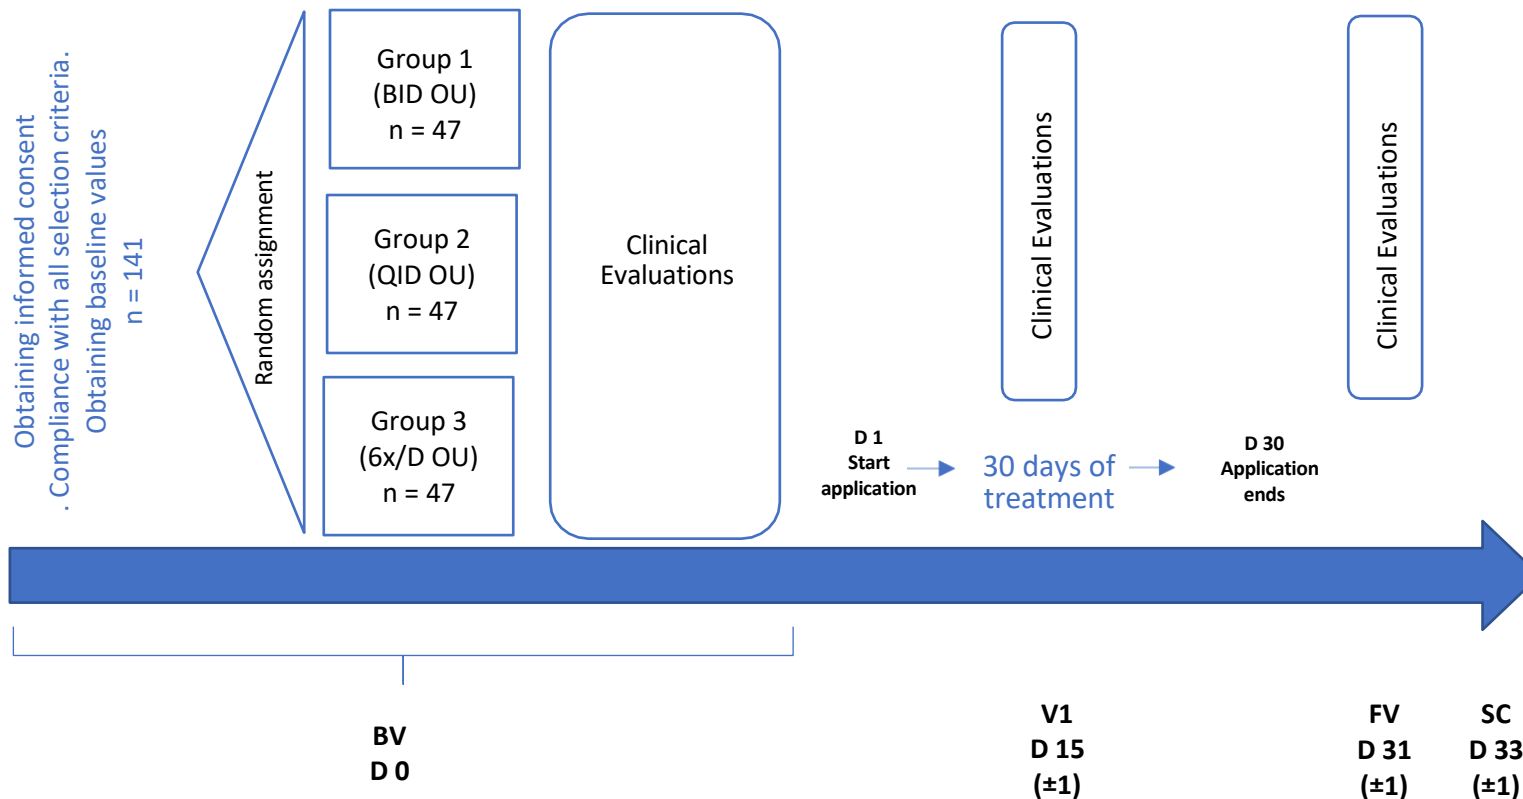 Obtaining informed consent
. Compliance with all selection criteria.
Obtaining baseline values
n = 141
Random assignment
Group 1
(BID OU)
n = 47
Group 2
(QID OU)
n = 47
Group 3
(6x/D OU)
n = 47
Clinical
Evaluations
Clinical Evaluations
Clinical Evaluations
D 1
Start
application
30 days of
treatment
D 30
Application
ends
BV
D 0
V1
D 15
(±1)
FV
D 31
(±1)
SC
D 33
(±1)